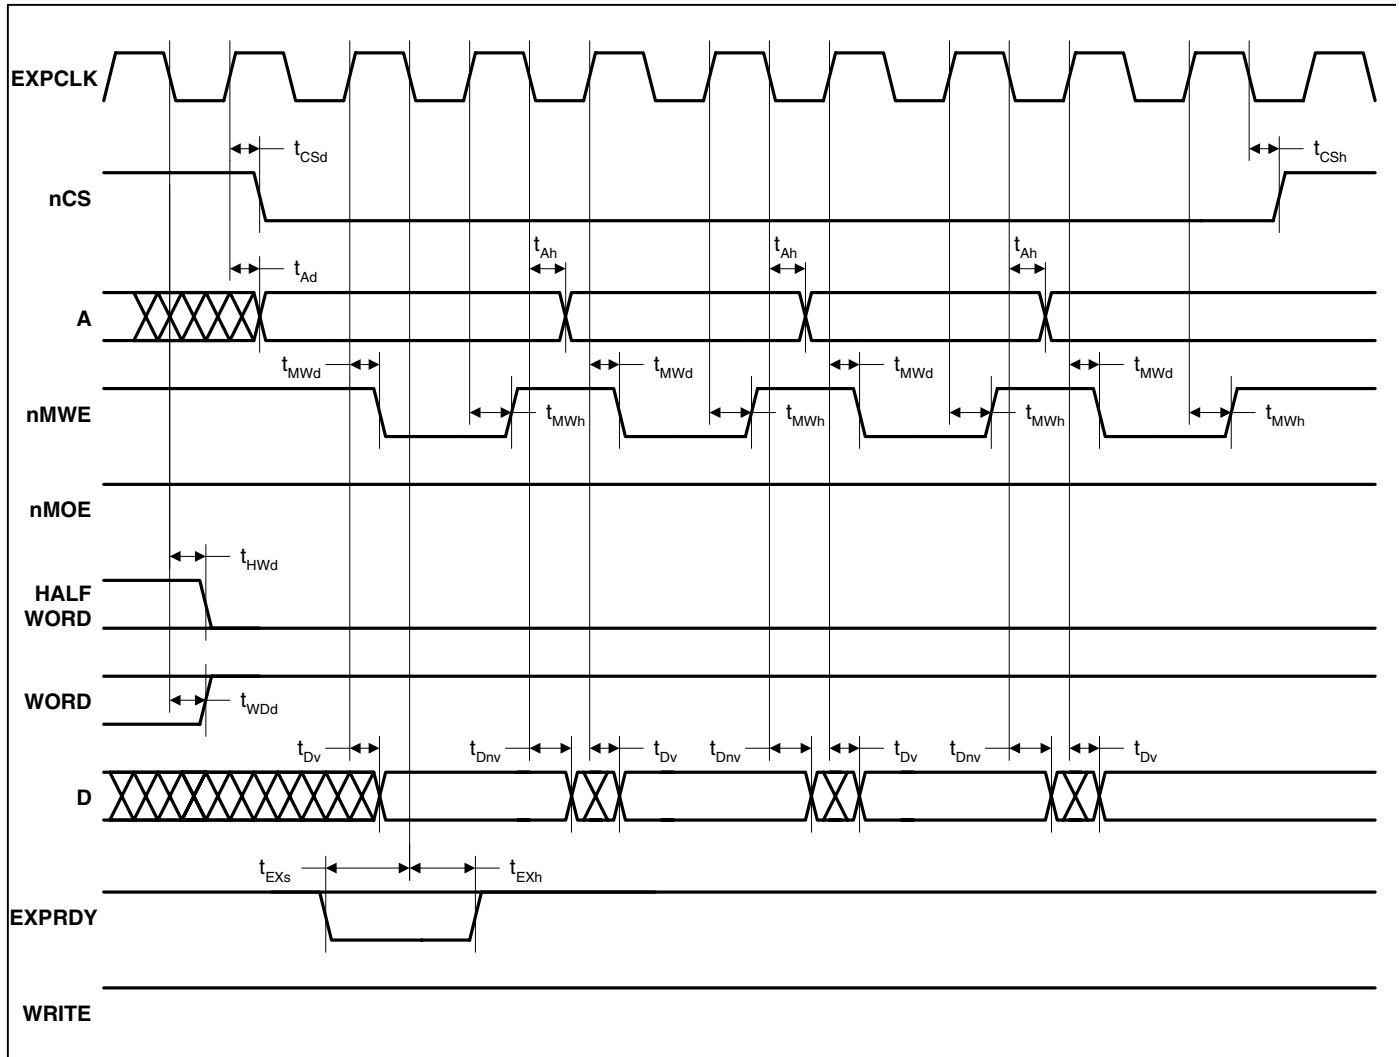 EXPCLK
tCSd
tCSh
nCS
tAh tAh tAh
tAd
A
tMWd tMWd tMWd tMWd
nMWE
tMWh tMWh tMWh tMWh
nMOE
tHWd
HALF
WORD
WORD
tWDd
tDv tDnv tDv tDnv tDv tDnv tDv
D
tEXs tEXh
EXPRDY
WRITE